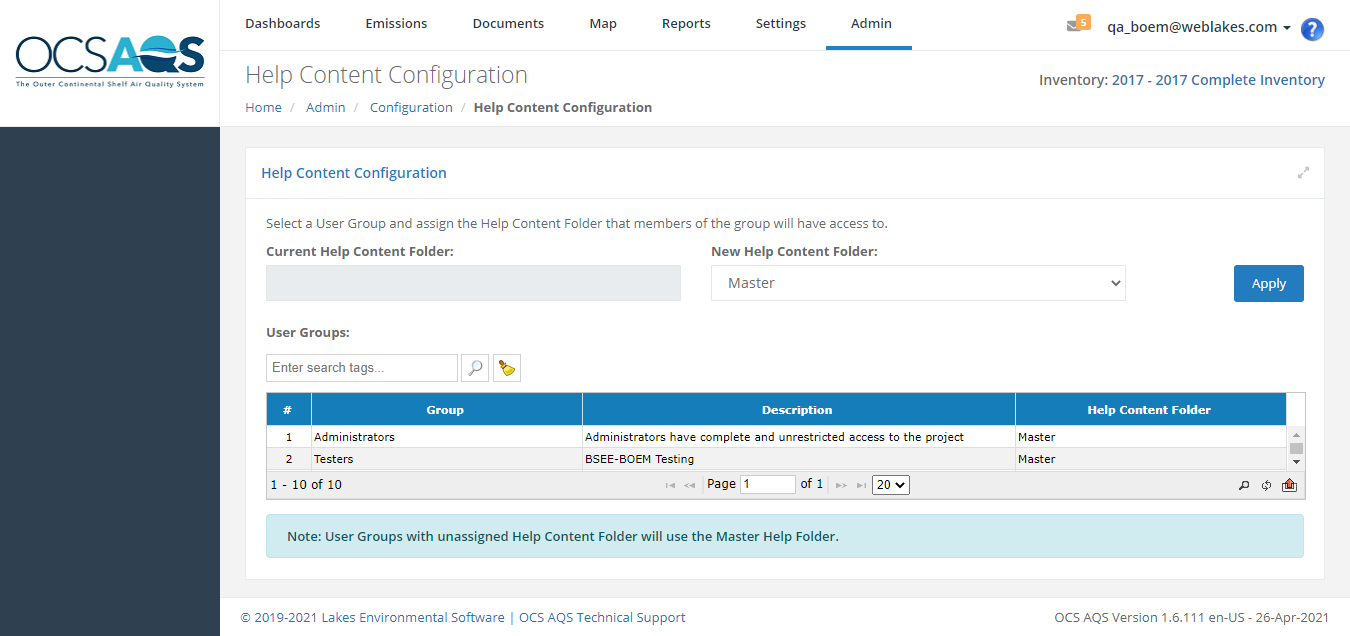 OCSAQS
The Outer Continental Shelf Air Quality System
Dashboards Emissions Documents Map Reports Settings Admin 5 qa_boem@weblakes.com ?
Help Content Configuration
Inventory: 2017 - 2017 Complete Inventory
Home / Admin / Configuration / Help Content Configuration
Help Content Configuration
Select a User Group and assign the Help Content Folder that members of the group will have access to.
Current Help Content Folder: New Help Content Folder:
Master Apply
User Groups:
Enter search tags...
# Group Description Help Content Folder
1 Administrators Administrators have complete and unrestricted access to the project Master
2 Testers BSEE-BOEM Testing Master
1 - 10 of 10 Page 1 of 1 20
Note: User Groups with unassigned Help Content Folder will use the Master Help Folder.
© 2019-2021 Lakes Environmental Software | OCS AQS Technical Support OCS AQS Version 1.6.111 en-US - 26-Apr-2021